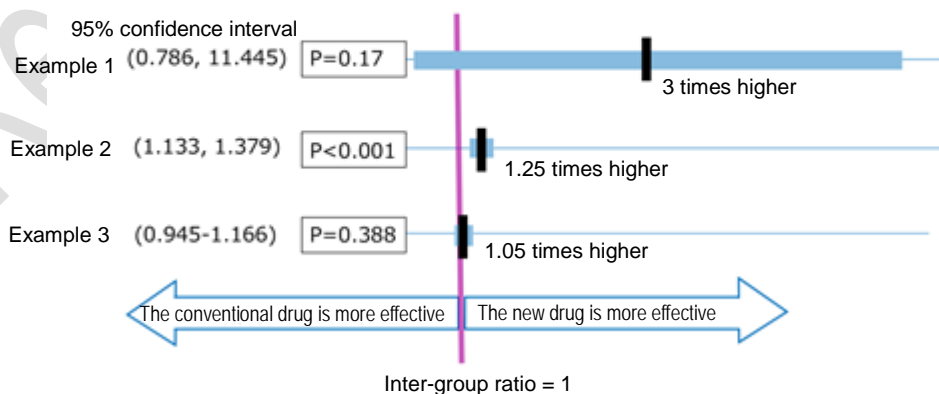 95% confidence interval
Example 1 (0.786, 11.445) P=0.17
3 times higher
Example 2 (1.133, 1.379) P<0.001
1.25 times higher
Example 3 (0.945-1.166) P=0.388
1.05 times higher
The conventional drug is more effective The new drug is more effective
Inter-group ratio = 1